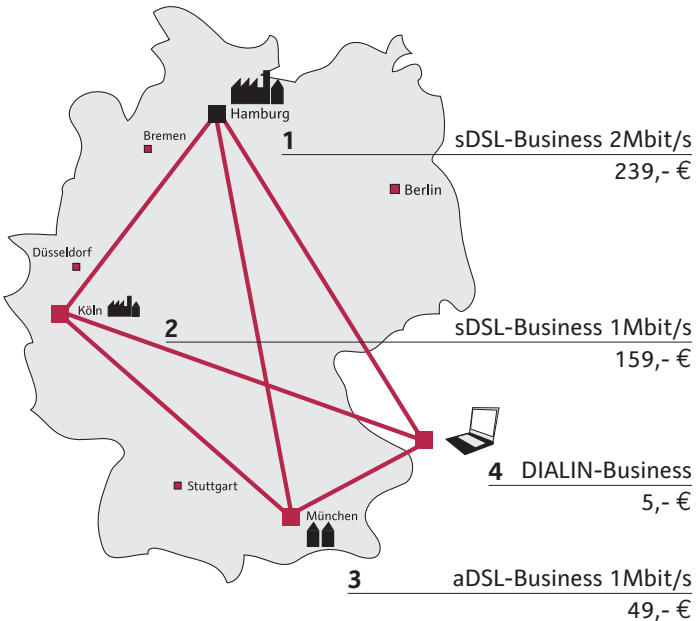 Hamburg
1 sDSL-Business 2Mbit/s
239,- €
Bremen
Berlin
Düsseldorf
Köln
2 sDSL-Business 1Mbit/s
159,- €
4 DIALIN-Business
5,- €
Stuttgart
München
3 aDSL-Business 1Mbit/s
49,- €